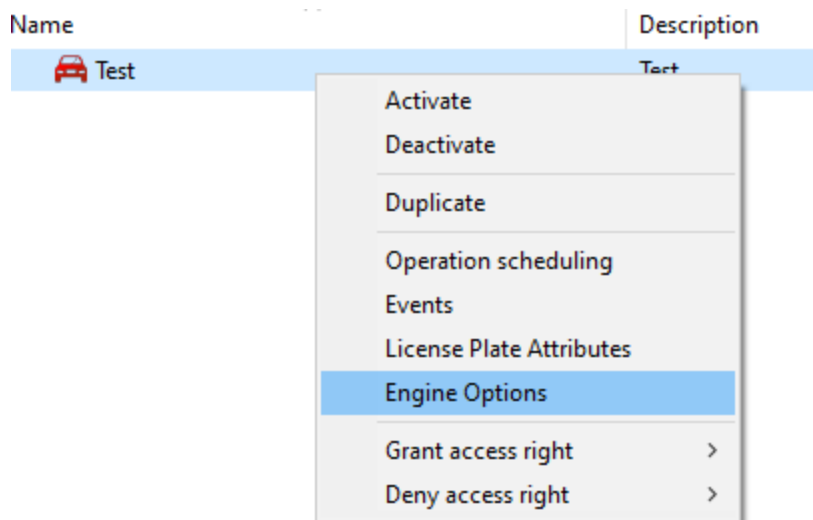 Name Description
Test Test
Activate
Deactivate
Duplicate
Operation scheduling
Events
License Plate Attributes
Engine Options
Grant access right
Deny access right